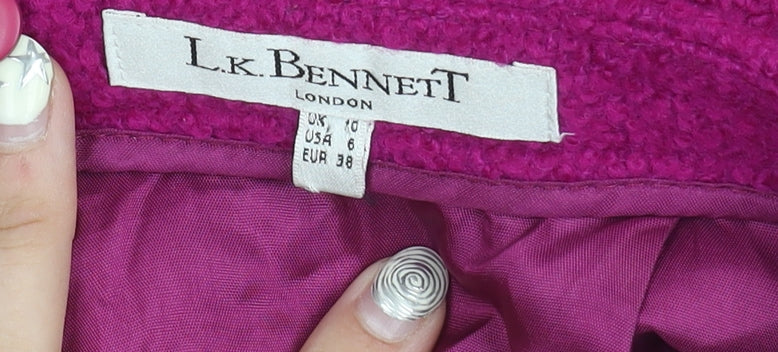 L.K. BENNETT
LONDON
UK 10
USA 6
EUR 38